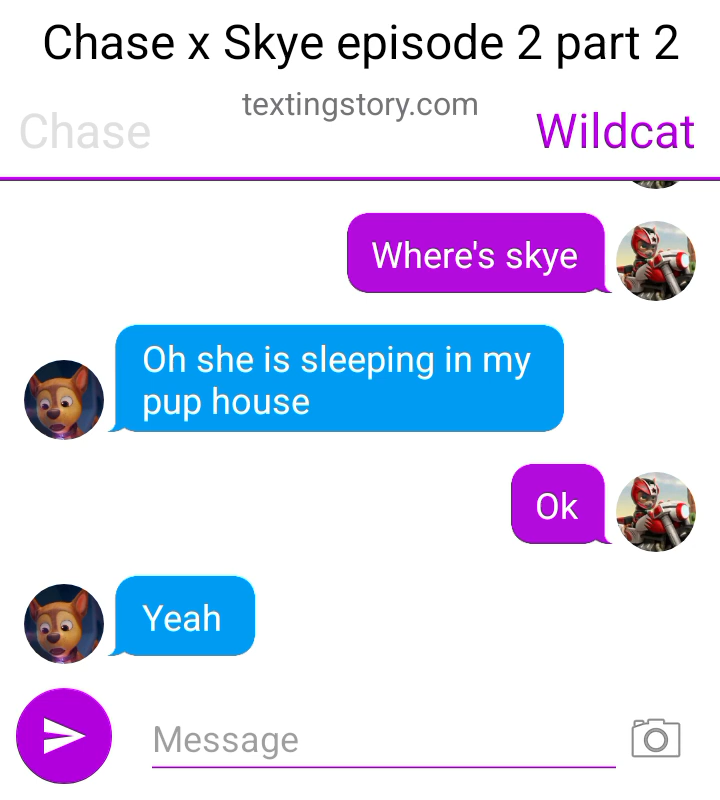 Chase x Skye episode 2 part 2
textingstory.com
Chase
Wildcat
Where's skye
Oh she is sleeping in my
pup house
Ok
Yeah
Message